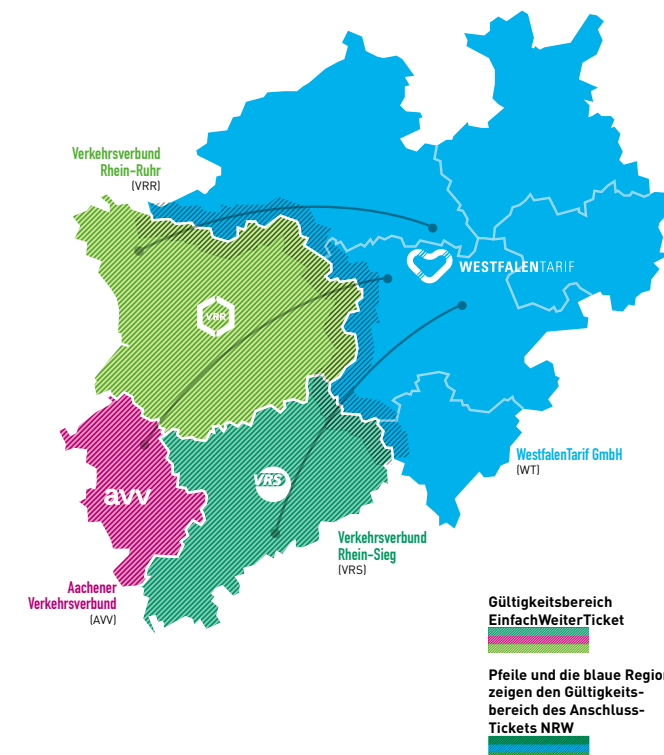 Verkehrsverbund
Rhein-Ruhr
(VRR)
WESTFALENTARIF
VRR
WestfalenTarif GmbH
(WT)
avv
VRS
Verkehrsverbund
Rhein-Sieg
(VRS)
Aachener
Verkehrsverbund
(AVV)
Gültigkeitsbereich
EinfachWeiterTicket
Pfeile und die blaue Region
zeigen den Gültigkeits-
bereich des Anschluss-
Tickets NRW